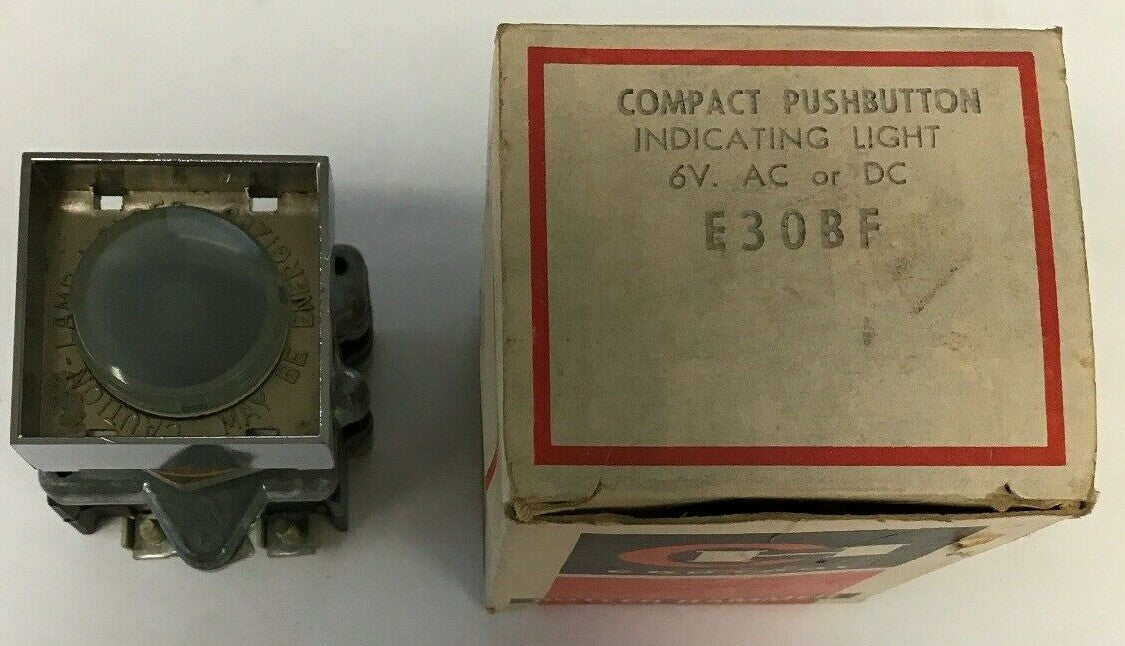 COMPACT PUSHBUTTON
INDICATING LIGHT
6V. AC or DC
E30BF
CAUTION-LAMP
MAY BE ENERGIZED